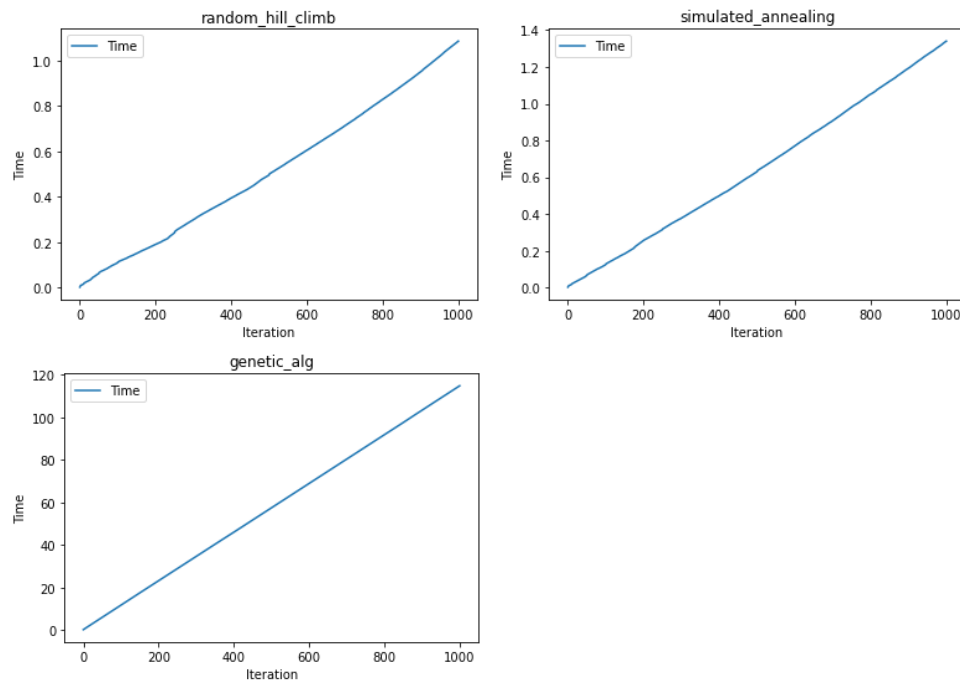 random_hill_climb
Time
1.0
0.8
0.6
0.4
0.2
0.0
Time
0 200 400 600 800 1000
Iteration
simulated_annealing
Time
1.4
1.2
1.0
0.8
0.6
0.4
0.2
0.0
Time
0 200 400 600 800 1000
Iteration
genetic_alg
Time
120
100
80
60
40
20
0
Time
0 200 400 600 800 1000
Iteration